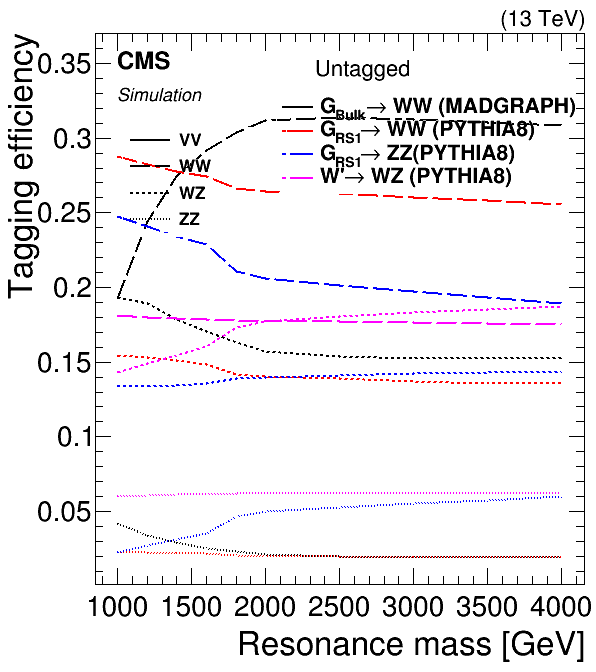 (13 TeV)
CMS
Simulation
Untagged
G_Bulk → WW (MADGRAPH)
G_RS1 → WW (PYTHIA8)
G_RS1 → ZZ(PYTHIA8)
W' → WZ (PYTHIA8)
VV
WW
WZ
ZZ
Tagging efficiency
0.35
0.3
0.25
0.2
0.15
0.1
0.05
1000 1500 2000 2500 3000 3500 4000
Resonance mass [GeV]